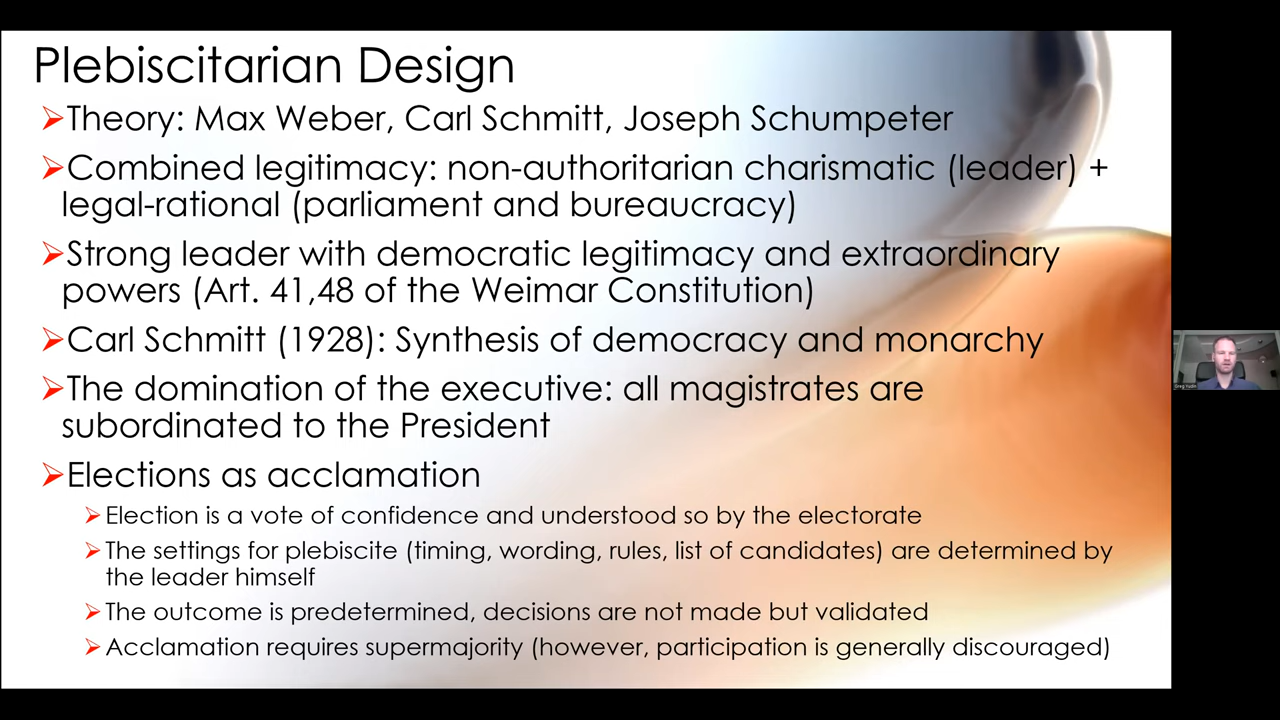 Plebiscitarian Design
Theory: Max Weber, Carl Schmitt, Joseph Schumpeter
Combined legitimacy: non-authoritarian charismatic (leader) +
legal-rational (parliament and bureaucracy)
Strong leader with democratic legitimacy and extraordinary
powers (Art. 41,48 of the Weimar Constitution)
Carl Schmitt (1928): Synthesis of democracy and monarchy
The domination of the executive: all magistrates are
subordinated to the President
Elections as acclamation
Election is a vote of confidence and understood so by the electorate
The settings for plebiscite (timing, wording, rules, list of candidates) are determined by
the leader himself
The outcome is predetermined, decisions are not made but validated
Acclamation requires supermajority (however, participation is generally discouraged)
Greg